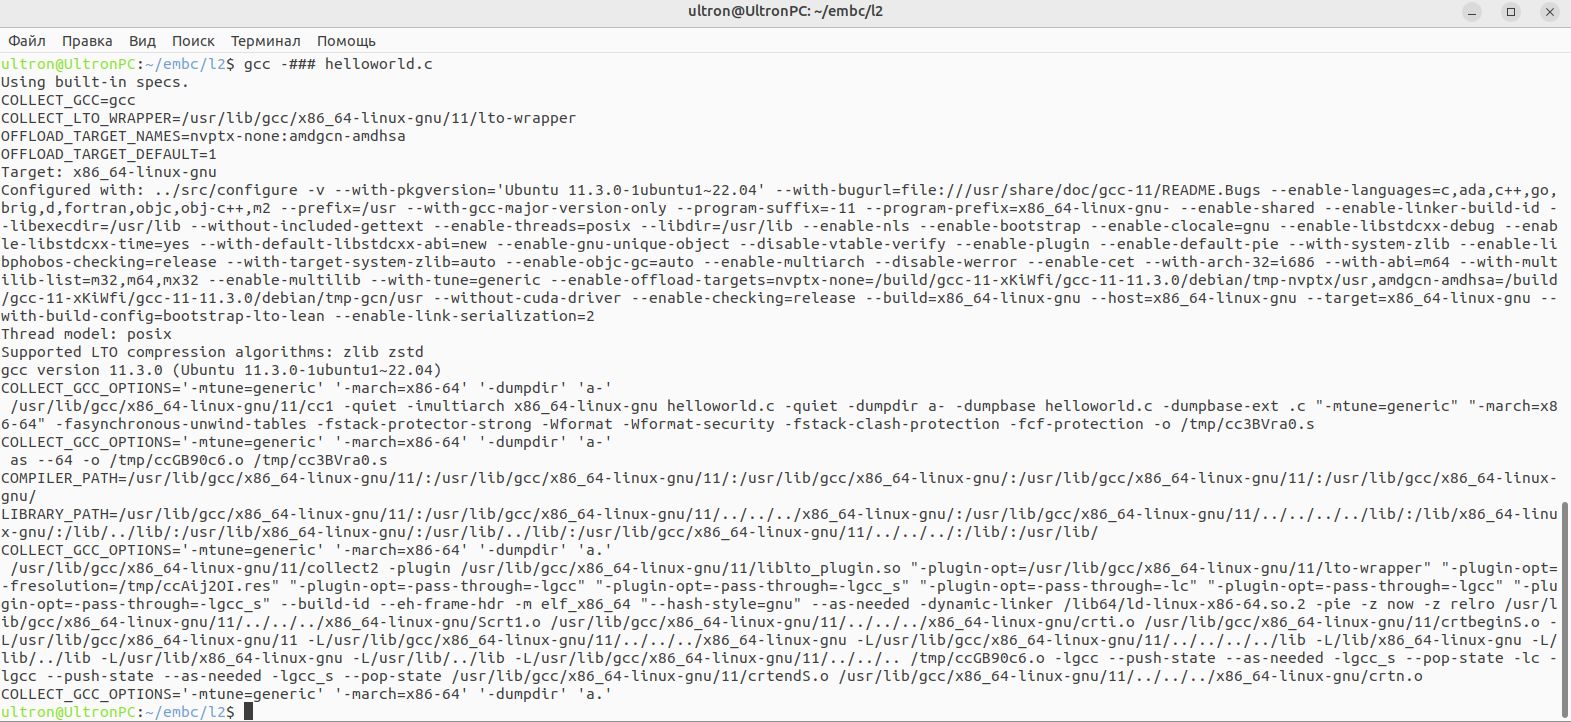 ultron@UltronPC: ~/embc/l2
Файл Правка Вид Поиск Терминал Помощь
ultron@UltronPC:~/embc/l2$ gcc -### helloworld.c
Using built-in specs.
COLLECT_GCC=gcc
COLLECT_LTO_WRAPPER=/usr/lib/gcc/x86_64-linux-gnu/11/lto-wrapper
OFFLOAD_TARGET_NAMES=nvptx-none:amdgcn-amdhsa
OFFLOAD_TARGET_DEFAULT=1
Target: x86_64-linux-gnu
Configured with: ../src/configure -v --with-pkgversion='Ubuntu 11.3.0-1ubuntu1~22.04' --with-bugurl=file:///usr/share/doc/gcc-11/README.Bugs --enable-languages=c,ada,c++,go,
brig,d,fortran,objc,obj-c++,m2 --prefix=/usr --with-gcc-major-version-only --program-suffix=-11 --program-prefix=x86_64-linux-gnu- --enable-shared --enable-linker-build-id -
-libexecdir=/usr/lib --without-included-gettext --enable-threads=posix --libdir=/usr/lib --enable-nls --enable-bootstrap --enable-clocale=gnu --enable-libstdcxx-debug --enab
le-libstdcxx-time=yes --with-default-libstdcxx-abi=new --enable-gnu-unique-object --disable-vtable-verify --enable-plugin --enable-default-pie --with-system-zlib --enable-li
bphobos-checking=release --with-target-system-zlib=auto --enable-objc-gc=auto --enable-multiarch --disable-werror --enable-cet --with-arch-32=i686 --with-abi=m64 --with-mult
ilib-list=m32,m64,mx32 --enable-multilib --with-tune=generic --enable-offload-targets=nvptx-none=/build/gcc-11-xKiWfi/gcc-11-11.3.0/debian/tmp-nvptx/usr,amdgcn-amdhsa=/build
/gcc-11-xKiWfi/gcc-11-11.3.0/debian/tmp-gcn/usr --without-cuda-driver --enable-checking=release --build=x86_64-linux-gnu --host=x86_64-linux-gnu --target=x86_64-linux-gnu --
with-build-config=bootstrap-lto-lean --enable-link-serialization=2
Thread model: posix
Supported LTO compression algorithms: zlib zstd
gcc version 11.3.0 (Ubuntu 11.3.0-1ubuntu1~22.04)
COLLECT_GCC_OPTIONS='-mtune=generic' '-march=x86-64' '-dumpdir' 'a-'
/usr/lib/gcc/x86_64-linux-gnu/11/cc1 -quiet -imultiarch x86_64-linux-gnu helloworld.c -quiet -dumpdir a- -dumpbase helloworld.c -dumpbase-ext .c "-mtune=generic" "-march=x8
6-64" -fasynchronous-unwind-tables -fstack-protector-strong -Wformat -Wformat-security -fstack-clash-protection -fcf-protection -o /tmp/cc3BVra0.s
COLLECT_GCC_OPTIONS='-mtune=generic' '-march=x86-64' '-dumpdir' 'a-'
as --64 -o /tmp/ccGB90c6.o /tmp/cc3BVra0.s
COMPILER_PATH=/usr/lib/gcc/x86_64-linux-gnu/11/:/usr/lib/gcc/x86_64-linux-gnu/11/:/usr/lib/gcc/x86_64-linux-gnu/:/usr/lib/gcc/x86_64-linux-gnu/11/:/usr/lib/gcc/x86_64-linux-
gnu/
LIBRARY_PATH=/usr/lib/gcc/x86_64-linux-gnu/11/:/usr/lib/gcc/x86_64-linux-gnu/11/../../../x86_64-linux-gnu/:/usr/lib/gcc/x86_64-linux-gnu/11/../../../../lib/:/lib/x86_64-linu
x-gnu/:/lib/../lib/:/usr/lib/x86_64-linux-gnu/:/usr/lib/../lib/:/usr/lib/gcc/x86_64-linux-gnu/11/../../../:/lib/:/usr/lib/
COLLECT_GCC_OPTIONS='-mtune=generic' '-march=x86-64' '-dumpdir' 'a.'
/usr/lib/gcc/x86_64-linux-gnu/11/collect2 -plugin /usr/lib/gcc/x86_64-linux-gnu/11/liblto_plugin.so "-plugin-opt=/usr/lib/gcc/x86_64-linux-gnu/11/lto-wrapper" "-plugin-opt=
-fresolution=/tmp/ccAij2OI.res" "-plugin-opt=-pass-through=-lgcc" "-plugin-opt=-pass-through=-lgcc_s" "-plugin-opt=-pass-through=-lc" "-plugin-opt=-pass-through=-lgcc" "-plu
gin-opt=-pass-through=-lgcc_s" --build-id --eh-frame-hdr -m elf_x86_64 "--hash-style=gnu" --as-needed -dynamic-linker /lib64/ld-linux-x86-64.so.2 -pie -z now -z relro /usr/l
ib/gcc/x86_64-linux-gnu/11/../../../x86_64-linux-gnu/Scrt1.o /usr/lib/gcc/x86_64-linux-gnu/11/../../../x86_64-linux-gnu/crti.o /usr/lib/gcc/x86_64-linux-gnu/11/crtbeginS.o -
L/usr/lib/gcc/x86_64-linux-gnu/11 -L/usr/lib/gcc/x86_64-linux-gnu/11/../../../x86_64-linux-gnu -L/usr/lib/gcc/x86_64-linux-gnu/11/../../../../lib -L/lib/x86_64-linux-gnu -L/
lib/../lib -L/usr/lib/x86_64-linux-gnu -L/usr/lib/../lib -L/usr/lib/gcc/x86_64-linux-gnu/11/../../.. /tmp/ccGB90c6.o -lgcc --push-state --as-needed -lgcc_s --pop-state -lc -
lgcc --push-state --as-needed -lgcc_s --pop-state /usr/lib/gcc/x86_64-linux-gnu/11/crtendS.o /usr/lib/gcc/x86_64-linux-gnu/11/../../../x86_64-linux-gnu/crtn.o
COLLECT_GCC_OPTIONS='-mtune=generic' '-march=x86-64' '-dumpdir' 'a.'
ultron@UltronPC:~/embc/l2$